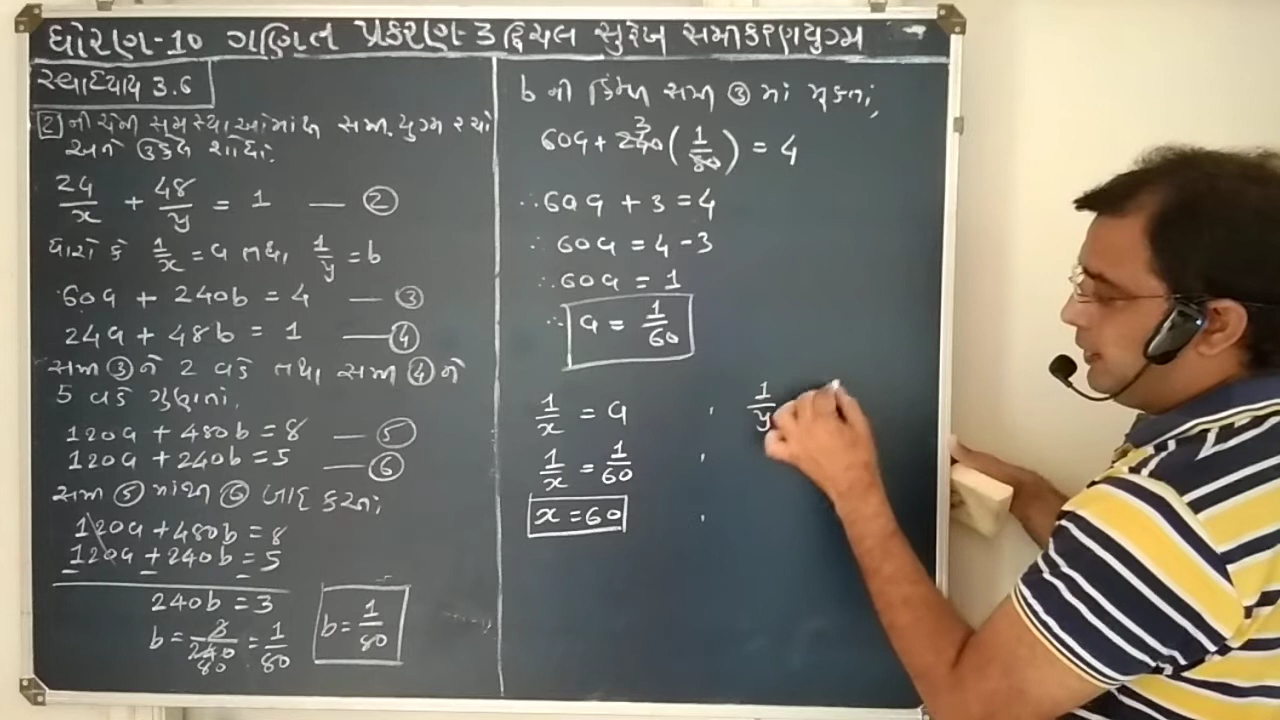 ધોરણ-10 ગણિત પ્રકરણ-3 દ્વિચલ સુરેખ સમીકરણયુગ્મ
સ્વાધ્યાય 3.6
2 ની ચેની સમસ્યાઓમાંથ સમી. યુગ્મ રચો
અને ઉકેલ શોધો.
24/x + 48/y = 1 — ②
ધારો કે 1/x = a તથા 1/y = b
60a + 240b = 4 — ③
24a + 48b = 1 — ④
સમી ③ ને 2 વડે તથા સમી ④ ને
5 વડે ગુણતાં,
120a + 480b = 8 — ⑤
120a + 240b = 5 — ⑥
સમી ⑤ માંથી ⑥ બાદ કરતાં,
120a + 480b = 8
120a + 240b = 5
240b = 3
b = 3/240 = 1/80
80
b = 1/80
b ની કિંમત સમી ③ માં મૂકતાં,
3
60a + 240 (1/80) = 4
∴ 60a + 3 = 4
∴ 60a = 4 - 3
∴ 60a = 1
∴ a = 1/60
1/x = a , 1/y
1/x = 1/60 ,
x = 60 ,